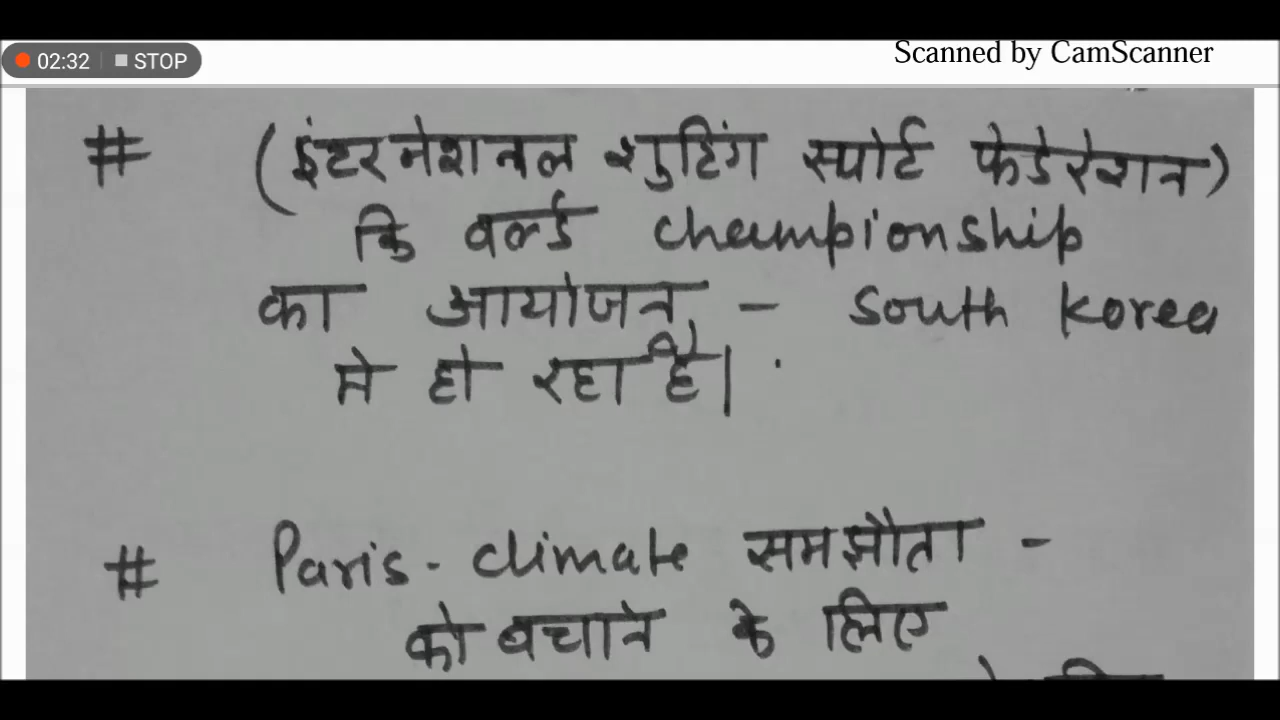 02:32 STOP
Scanned by CamScanner
# (इंटरनेशनल शुटिंग स्पोर्ट फेडेरेशन)
कि वर्ल्ड championship
का आयोजन - South Korea
मे हो रहा है।
# Paris - climate समझौता -
को बचाने के लिए